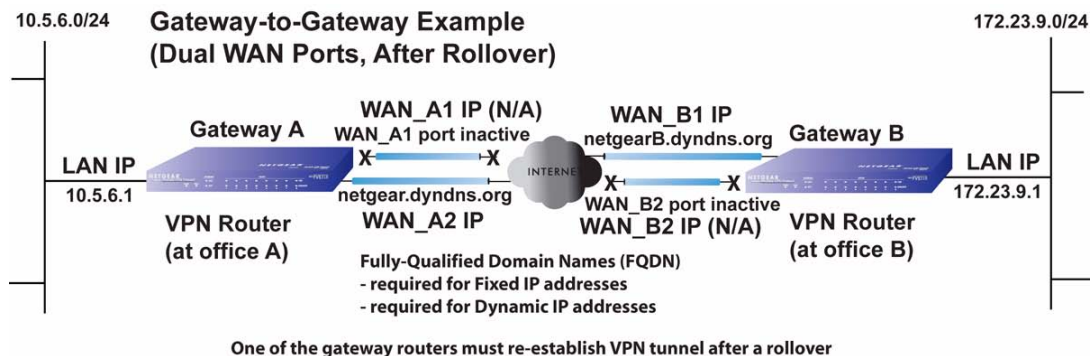 10.5.6.0/24
Gateway-to-Gateway Example
(Dual WAN Ports, After Rollover)
172.23.9.0/24
WAN_A1 IP (N/A)
WAN_A1 port inactive
WAN_B1 IP
netgearB.dyndns.org
Gateway A
Gateway B
X X
LAN IP
10.5.6.1
NETGEAR
INTERNE
X X
NETGEAR
LAN IP
172.23.9.1
netgear.dyndns.org
WAN_A2 IP
WAN_B2 port inactive
WAN_B2 IP (N/A)
VPN Router
(at office A)
VPN Router
(at office B)
Fully-Qualified Domain Names (FQDN)
- required for Fixed IP addresses
- required for Dynamic IP addresses
One of the gateway routers must re-establish VPN tunnel after a rollover